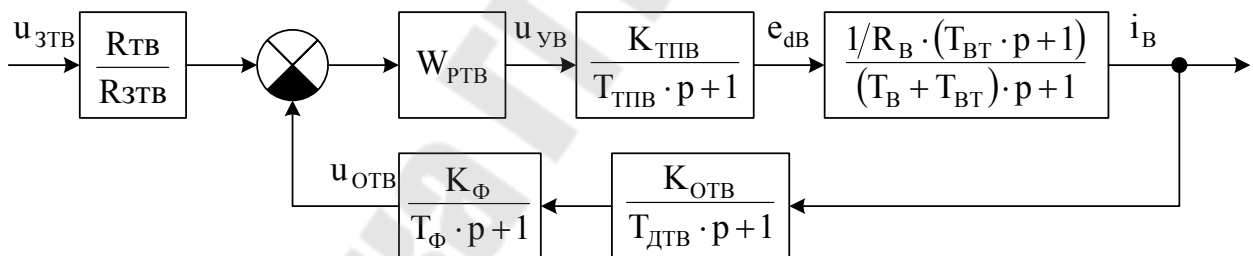 u_ЗТВ
R_ТВ / R_ЗТВ
W_РТВ
u_УВ
K_ТПВ / (T_ТПВ · p + 1)
e_dВ
1/R_В · (T_ВТ · p + 1) / ((T_В + T_ВТ) · p + 1)
i_В
u_ОТВ
K_Ф / (T_Ф · p + 1)
K_ОТВ / (T_ДТВ · p + 1)